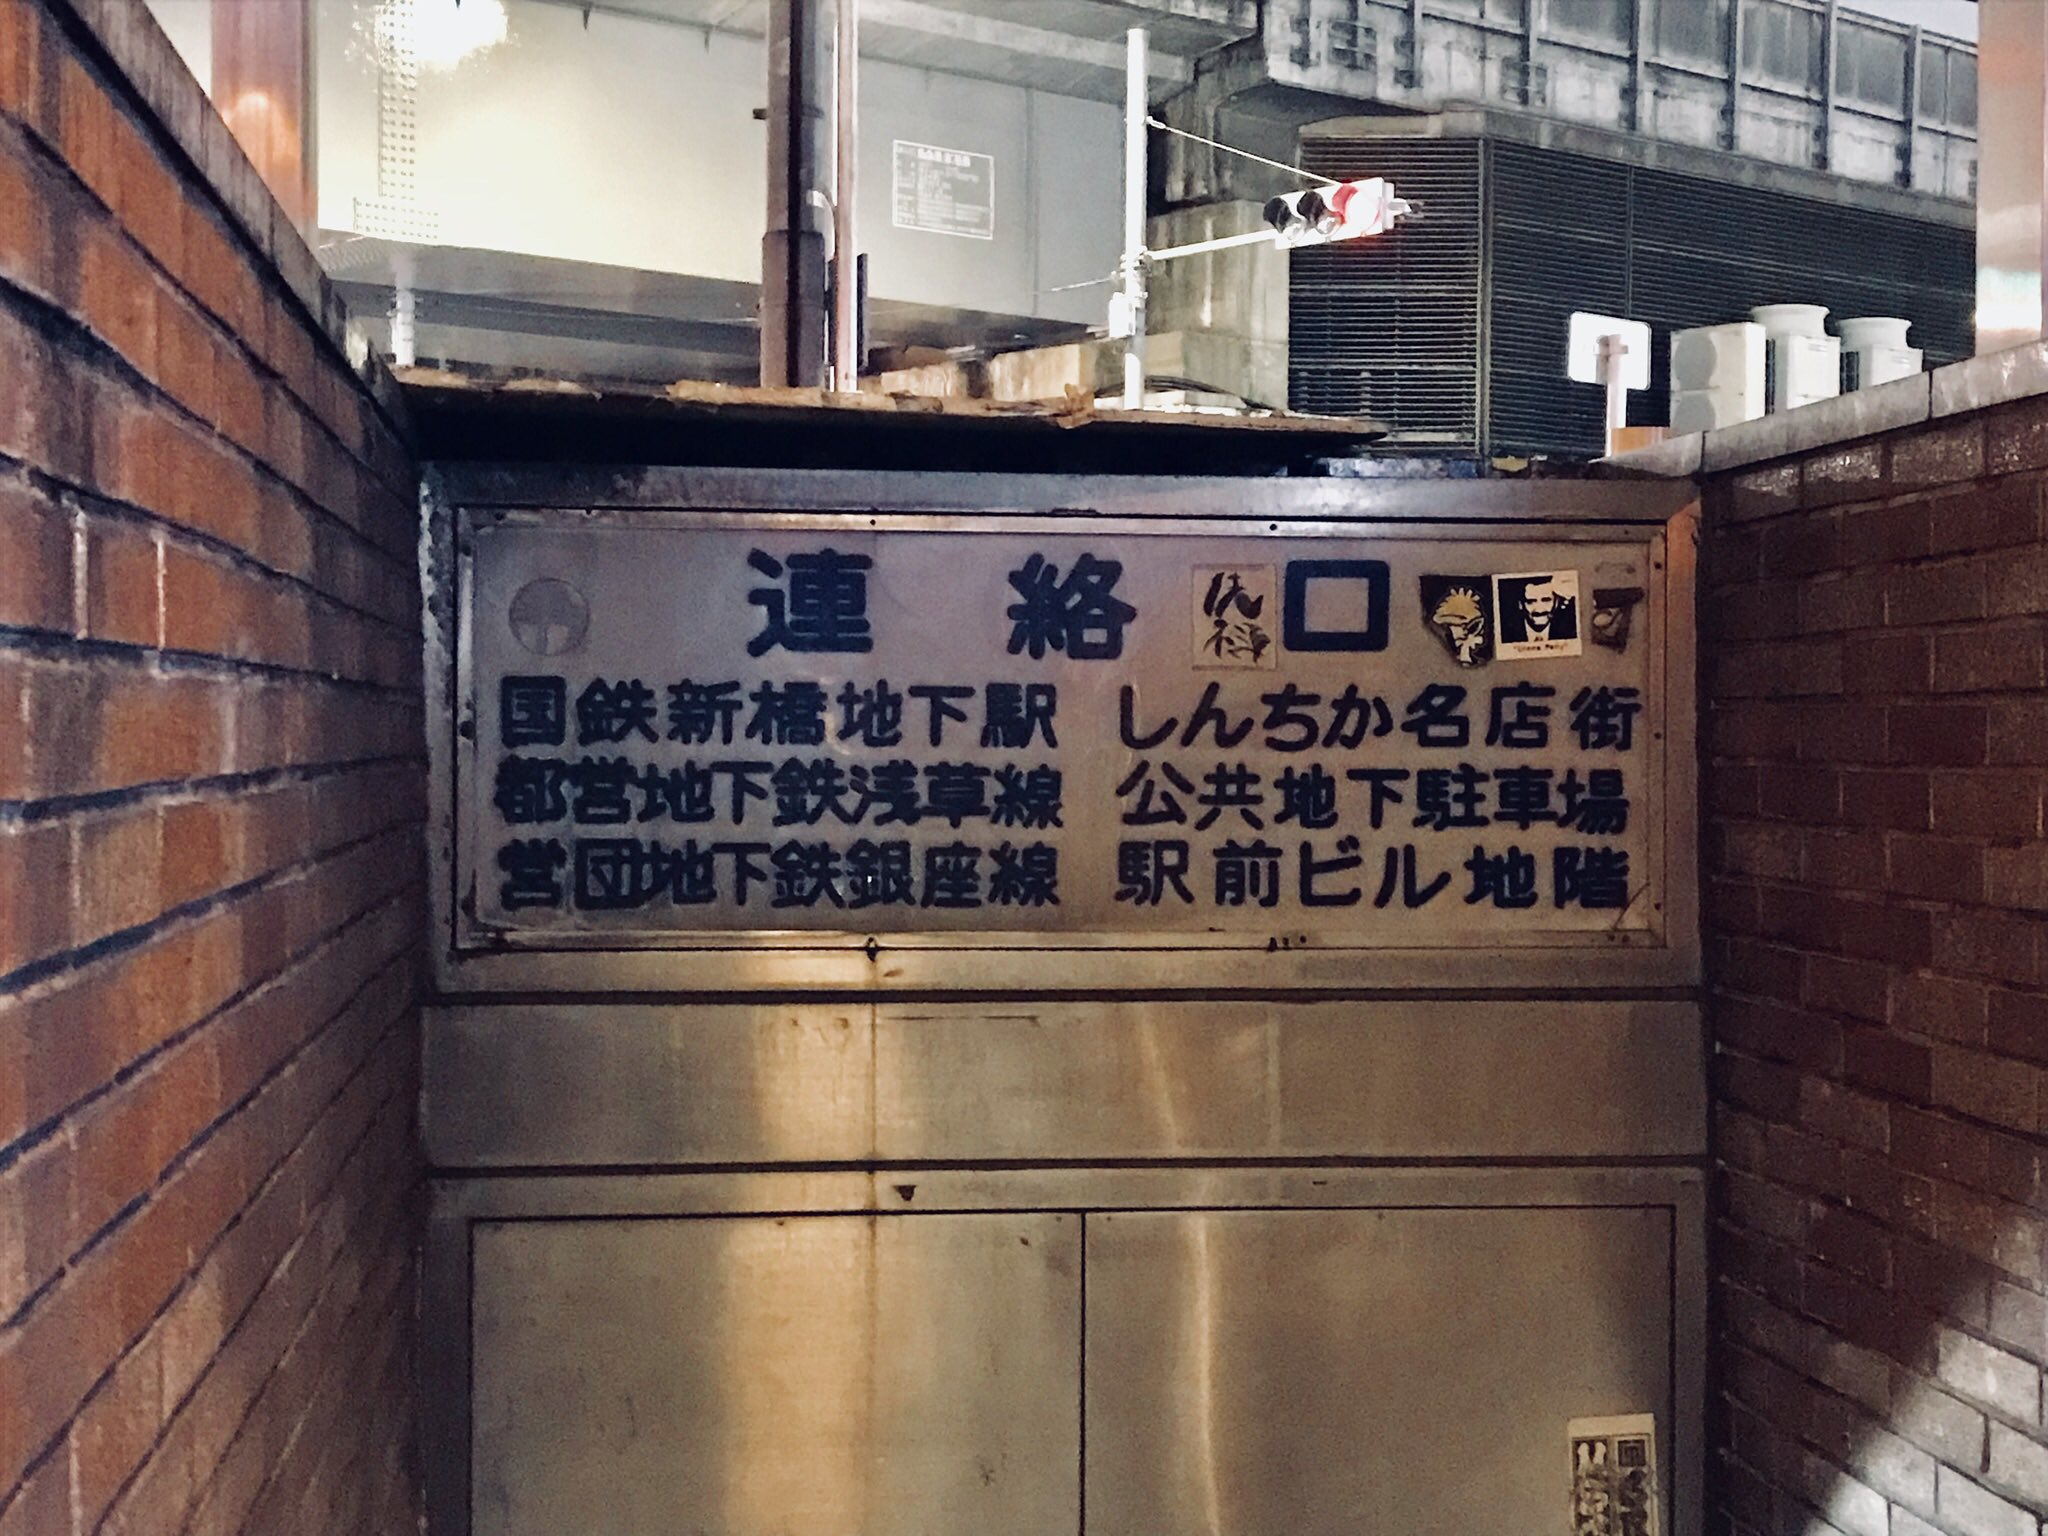 連絡口
国鉄新橋地下駅 しんちか名店街
都営地下鉄浅草線 公共地下駐車場
営団地下鉄銀座線 駅前ビル地階